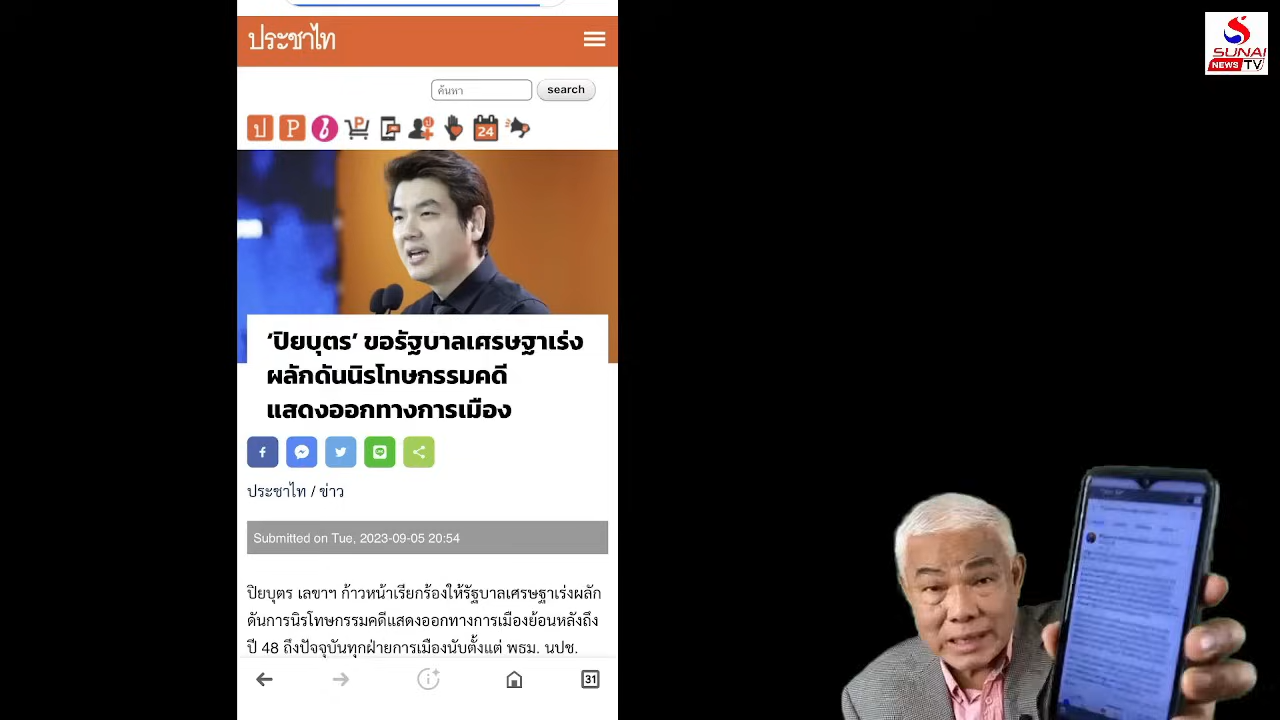 ประชาไท
ค้นหา
search
ป
P
P
24
SUNAI
NEWS TV
‘ปิยบุตร’ ขอรัฐบาลเศรษฐาเร่ง
ผลักดันนิรโทษกรรมคดี
แสดงออกทางการเมือง
ประชาไท / ข่าว
Submitted on Tue, 2023-09-05 20:54
ปิยบุตร เลขาฯ ก้าวหน้าเรียกร้องให้รัฐบาลเศรษฐาเร่งผลัก
ดันการนิรโทษกรรมคดีแสดงออกทางการเมืองย้อนหลังถึง
ปี 48 ถึงปัจจุบันทุกฝ่ายการเมืองนับตั้งแต่ พธม. นปช.
31